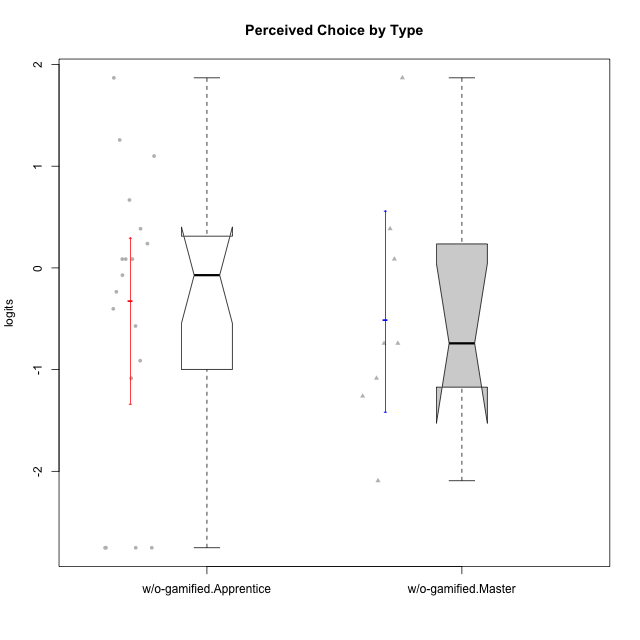 Perceived Choice by Type
2
1
0
-1
-2
logits
w/o-gamified.Apprentice
w/o-gamified.Master